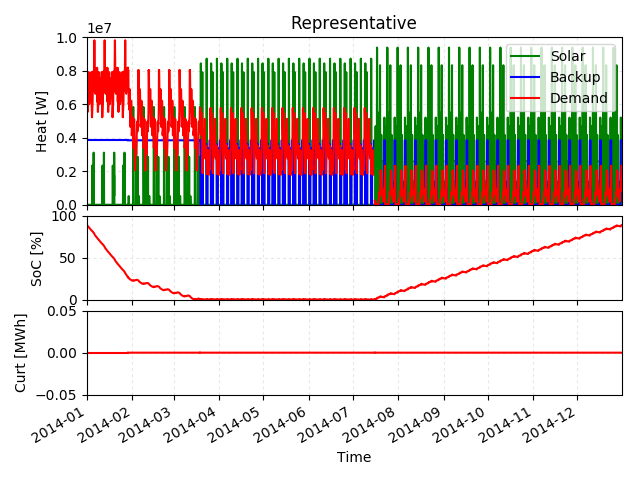 Representative
1e7
1.0
0.8
0.6
0.4
0.2
0.0
Heat [W]
Solar
Backup
Demand
100
50
0
SoC [%]
0.05
0.00
−0.05
Curt [MWh]
2014-01
2014-02
2014-03
2014-04
2014-05
2014-06
2014-07
2014-08
2014-09
2014-10
2014-11
2014-12
Time